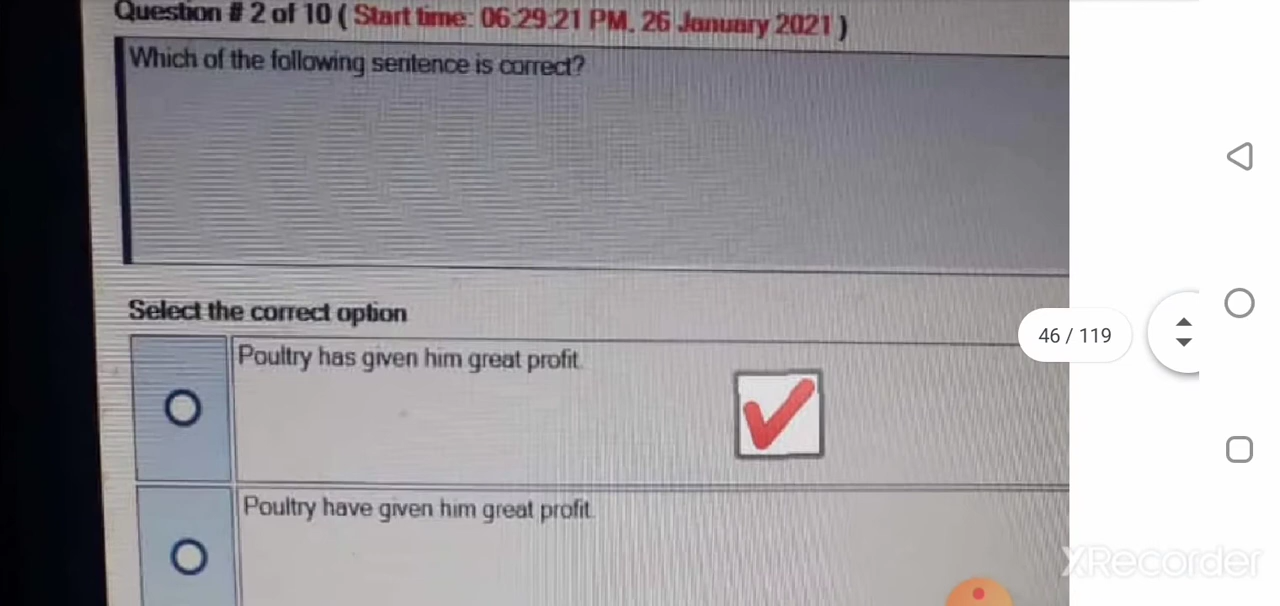 Question # 2 of 10 ( Start time: 06:29:21 PM, 26 January 2021 )
Which of the following sentence is correct?
Select the correct option
Poultry has given him great profit.
46 / 119
Poultry have given him great profit.
XRecorder